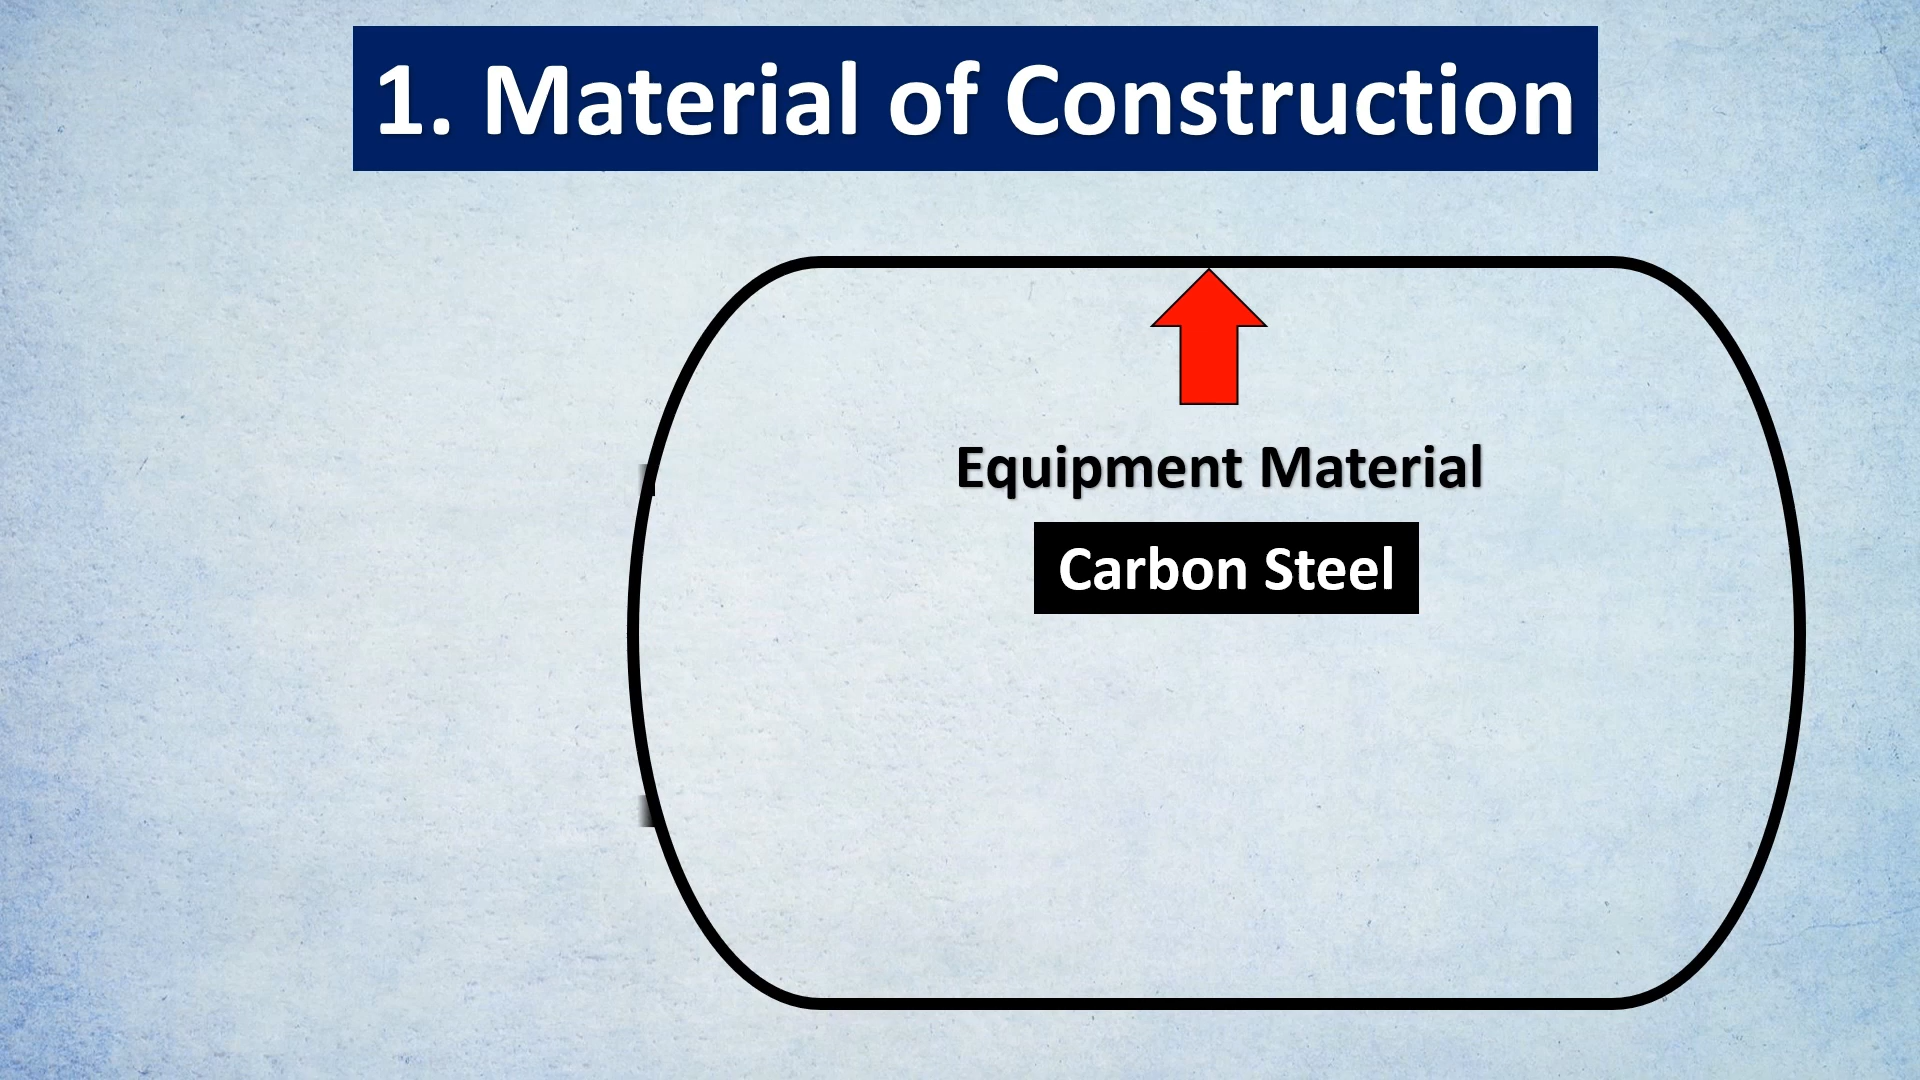 1. Material of Construction
Equipment Material
Carbon Steel